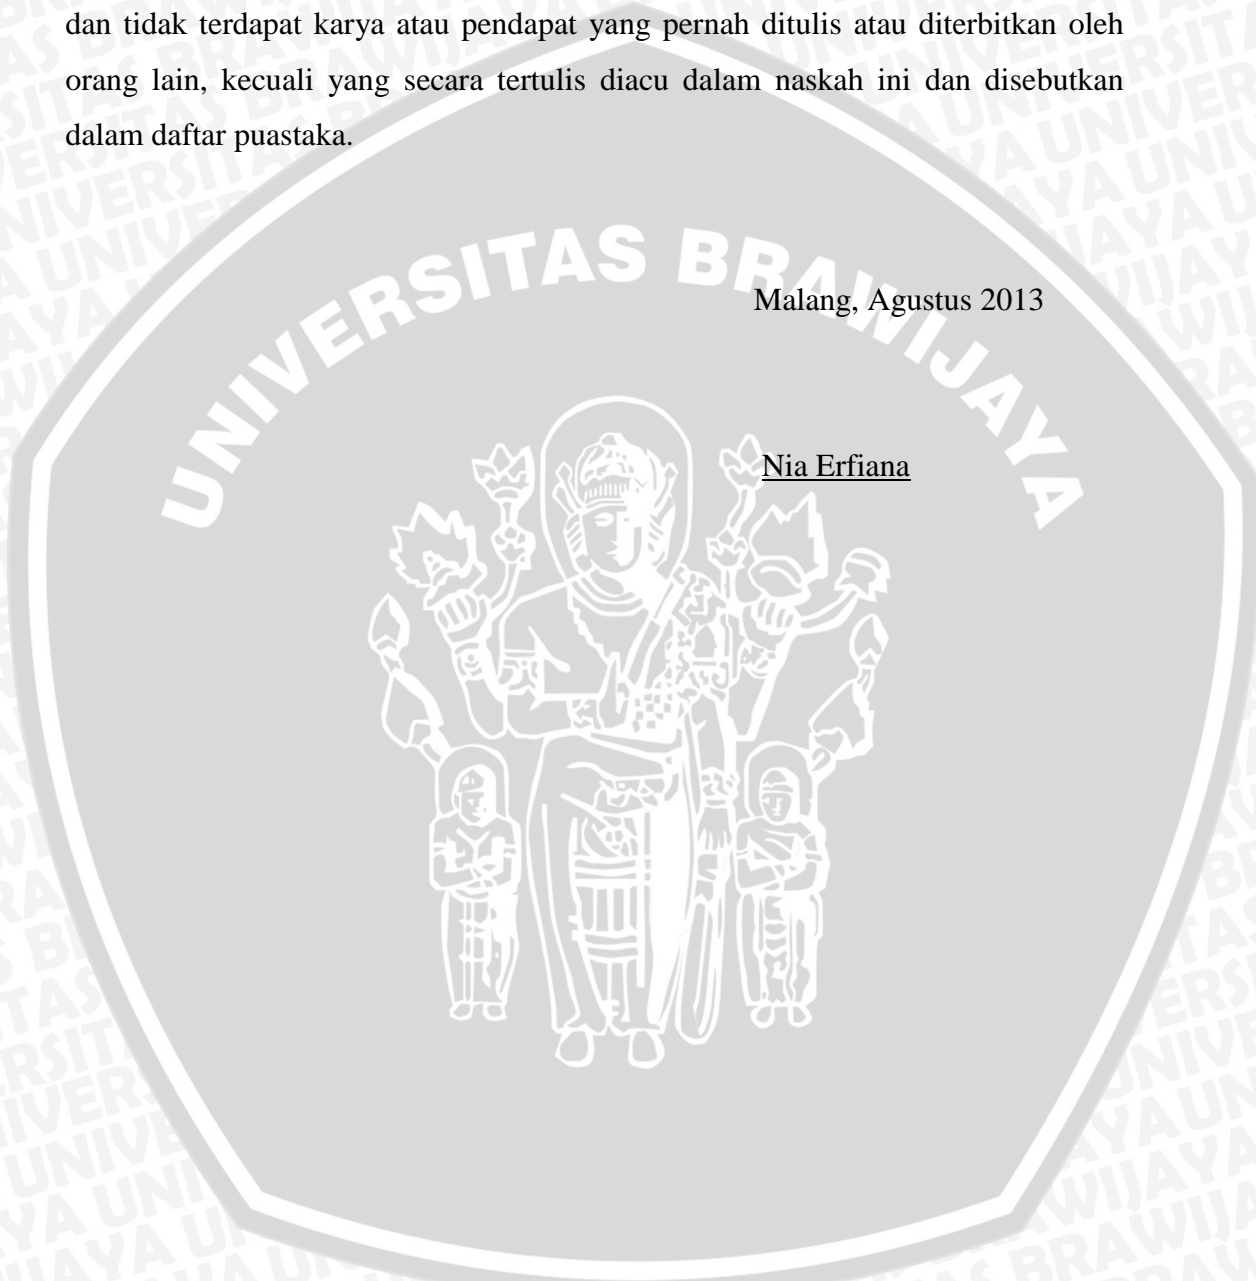 dan tidak terdapat karya atau pendapat yang pernah ditulis atau diterbitkan oleh
orang lain, kecuali yang secara tertulis diacu dalam naskah ini dan disebutkan
dalam daftar puastaka.
UNIVERSITAS BRAWIJAYA
Malang, Agustus 2013
Nia Erfiana